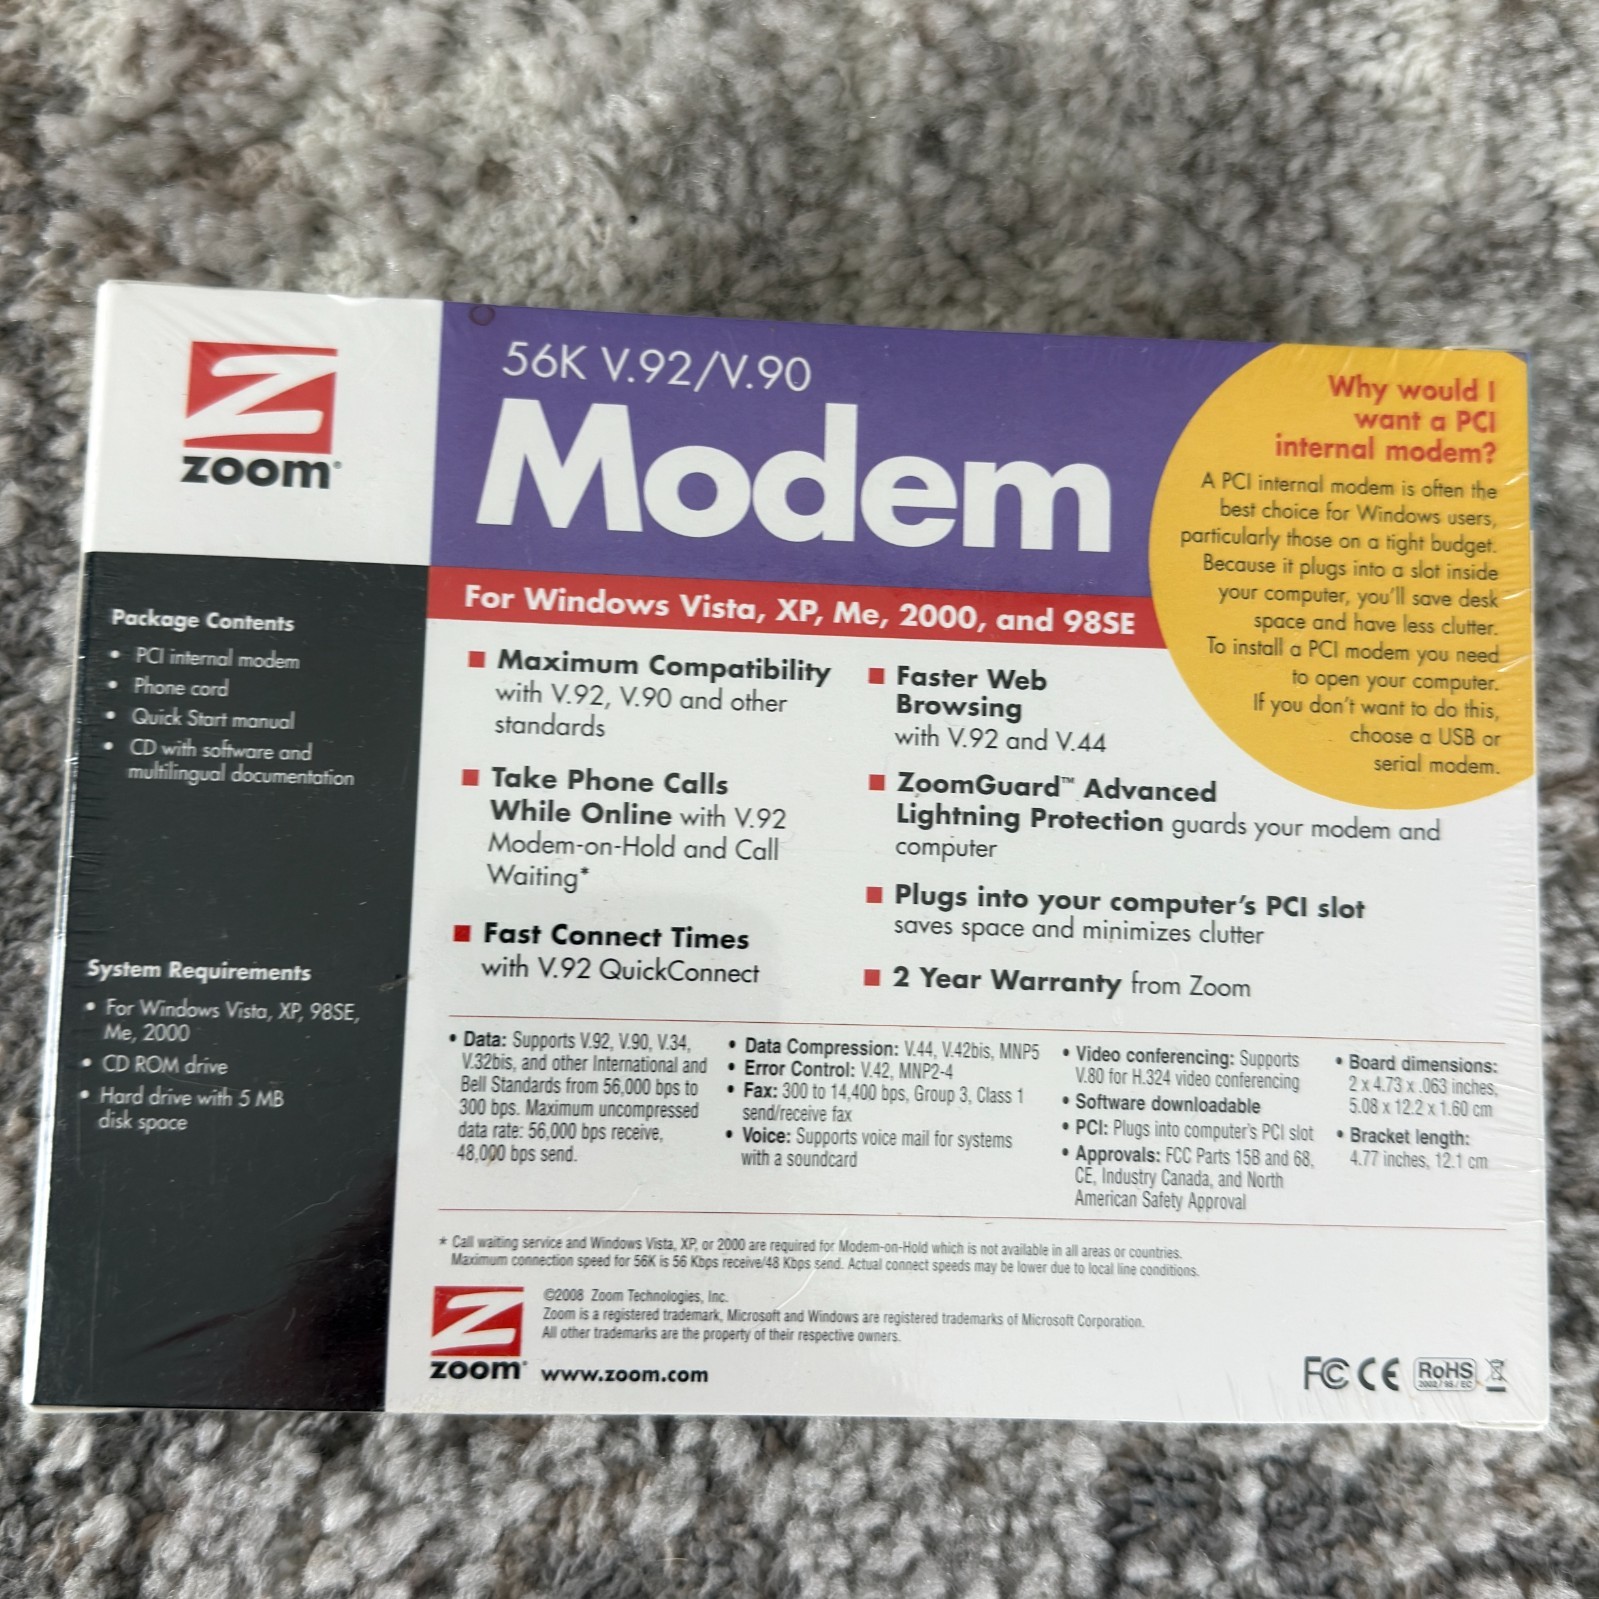 zoom®
56K V.92/V.90
Modem
For Windows Vista, XP, Me, 2000, and 98SE
Why would I
want a PCI
internal modem?
A PCI internal modem is often the
best choice for Windows users,
particularly those on a tight budget.
Because it plugs into a slot inside
your computer, you'll save desk
space and have less clutter.
To install a PCI modem you need
to open your computer.
If you don't want to do this,
choose a USB or
serial modem.
Package Contents
• PCI internal modem
• Phone cord
• Quick Start manual
• CD with software and
multilingual documentation
System Requirements
• For Windows Vista, XP, 98SE,
Me, 2000
• CD ROM drive
• Hard drive with 5 MB
disk space
Maximum Compatibility
with V.92, V.90 and other
standards
Take Phone Calls
While Online with V.92
Modem-on-Hold and Call
Waiting*
Fast Connect Times
with V.92 QuickConnect
Faster Web
Browsing
with V.92 and V.44
ZoomGuard™ Advanced
Lightning Protection guards your modem and
computer
Plugs into your computer's PCI slot
saves space and minimizes clutter
2 Year Warranty from Zoom
• Data: Supports V.92, V.90, V.34,
V.32bis, and other International and
Bell Standards from 56,000 bps to
300 bps. Maximum uncompressed
data rate: 56,000 bps receive,
48,000 bps send.
• Data Compression: V.44, V.42bis, MNP5
• Error Control: V.42, MNP2-4
• Fax: 300 to 14,400 bps, Group 3, Class 1
send/receive fax
• Voice: Supports voice mail for systems
with a soundcard
• Video conferencing: Supports
V.80 for H.324 video conferencing
• Software downloadable
• PCI: Plugs into computer's PCI slot
• Approvals: FCC Parts 15B and 68,
CE, Industry Canada, and North
American Safety Approval
• Board dimensions:
2 x 4.73 x .063 inches,
5.08 x 12.2 x 1.60 cm
• Bracket length:
4.77 inches, 12.1 cm
* Call waiting service and Windows Vista, XP, or 2000 are required for Modem-on-Hold which is not available in all areas or countries.
Maximum connection speed for 56K is 56 Kbps receive/48 Kbps send. Actual connect speeds may be lower due to local line conditions.
©2008 Zoom Technologies, Inc.
Zoom is a registered trademark, Microsoft and Windows are registered trademarks of Microsoft Corporation.
All other trademarks are the property of their respective owners.
zoom®
www.zoom.com
FC CE RoHS
2002/95/EC